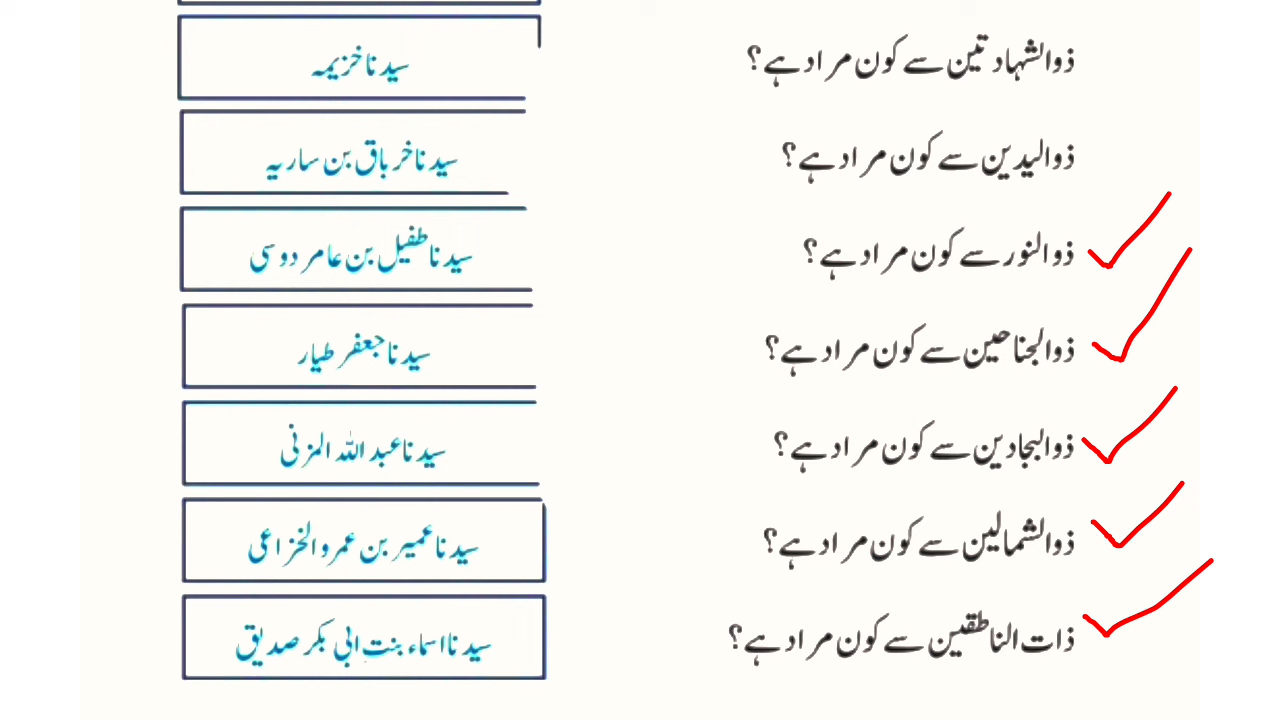 ذوالشہادتین سے کون مراد ہے؟ سیدنا خزیمہ
ذوالیدین سے کون مراد ہے؟ سیدنا خرباق بن ساریہ
ذوالنور سے کون مراد ہے؟ سیدنا طفیل بن عامر دوسی
ذوالجناحین سے کون مراد ہے؟ سیدنا جعفر طیار
ذوالبجادین سے کون مراد ہے؟ سیدنا عبداللہ المزنی
ذوالشمالین سے کون مراد ہے؟ سیدنا عمیر بن عمرو الخزاعی
ذات الناطقین سے کون مراد ہے؟ سیدنا اسماء بنتِ ابی بکر صدیق